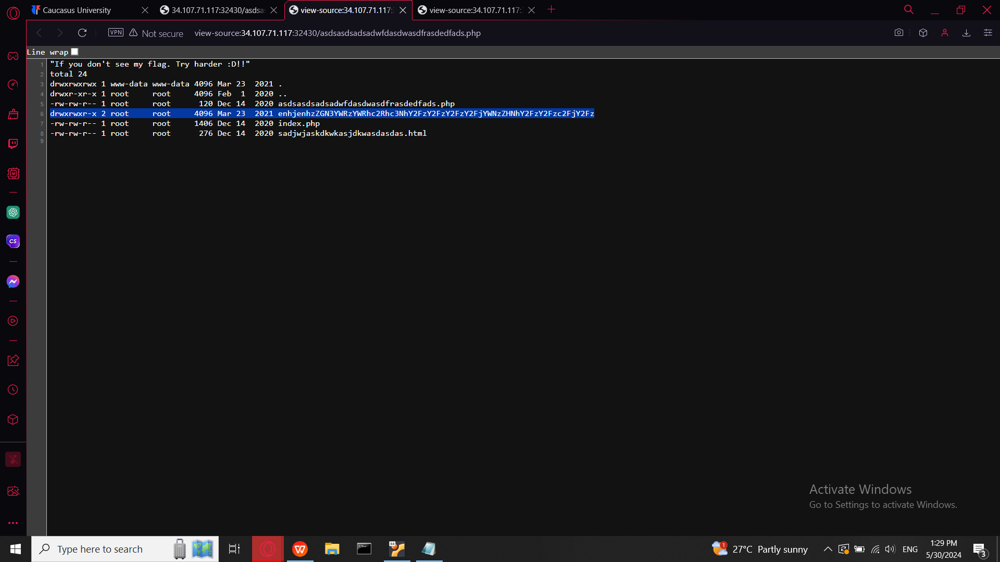 Caucasus University
34.107.71.117:32430/asdsa
view-source:34.107.71.117:
view-source:34.107.71.117:
VPN
Not secure
view-source:34.107.71.117:32430/asdsasdsadsadwfdasdwasdfrasdedfads.php
Line wrap
1 "If you don't see my flag. Try harder :D!!"
2 total 24
3 drwxrwxrwx 1 www-data www-data 4096 Mar 23  2021 .
4 drwxr-xr-x 1 root     root     4096 Feb  1  2020 ..
5 -rw-rw-r-- 1 root     root      120 Dec 14  2020 asdsasdsadsadwfdasdwasdfrasdedfads.php
6 drwxrwxr-x 2 root     root     4096 Mar 23  2021 enhjenhzZGN3YWRzYWRhc2Rhc3NhY2FzY2FzY2FzY2FjYWNzZHNhY2FzY2Fzc2FjY2Fz
7 -rw-rw-r-- 1 root     root     1406 Dec 14  2020 index.php
8 -rw-rw-r-- 1 root     root      276 Dec 14  2020 sadjwjaskdkwkasjdkwasdasdas.html
9
M
CS
Activate Windows
Go to Settings to activate Windows.
Type here to search
W
64
1
27°C Partly sunny
ENG
1:29 PM
5/30/2024
3